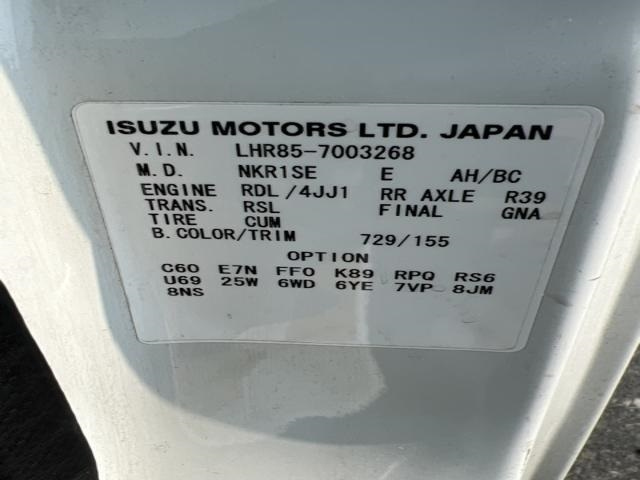 ISUZU MOTORS LTD. JAPAN
V.I.N. LHR85-7003268
M.D. NKR1SE E AH/BC
ENGINE RDL/4JJ1 RR AXLE R39
TRANS. RSL FINAL GNA
TIRE CUM
B.COLOR/TRIM 729/155
OPTION
C60 E7N FF0 K89 RPQ RS6
U69 25W 6WD 6YE 7VP 8JM
8NS